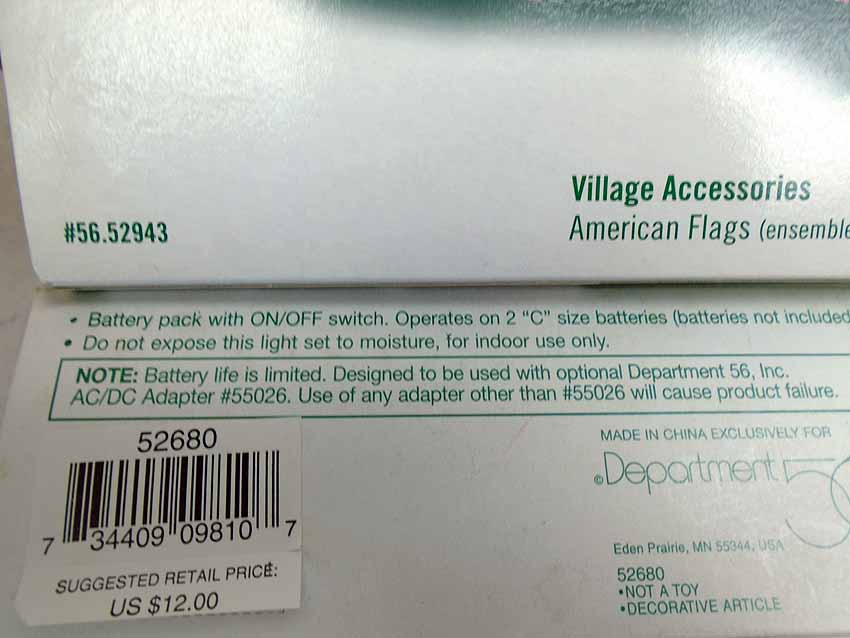 Village Accessories
#56.52943
American Flags (ensemble
• Battery pack with ON/OFF switch. Operates on 2 "C" size batteries (batteries not included
• Do not expose this light set to moisture, for indoor use only.
NOTE: Battery life is limited. Designed to be used with optional Department 56, Inc.
AC/DC Adapter #55026. Use of any adapter other than #55026 will cause product failure.
52680
7 34409 09810 7
SUGGESTED RETAIL PRICE:
US $12.00
MADE IN CHINA EXCLUSIVELY FOR
©Department 56
Eden Prairie, MN 55344, USA
52680
•NOT A TOY
•DECORATIVE ARTICLE